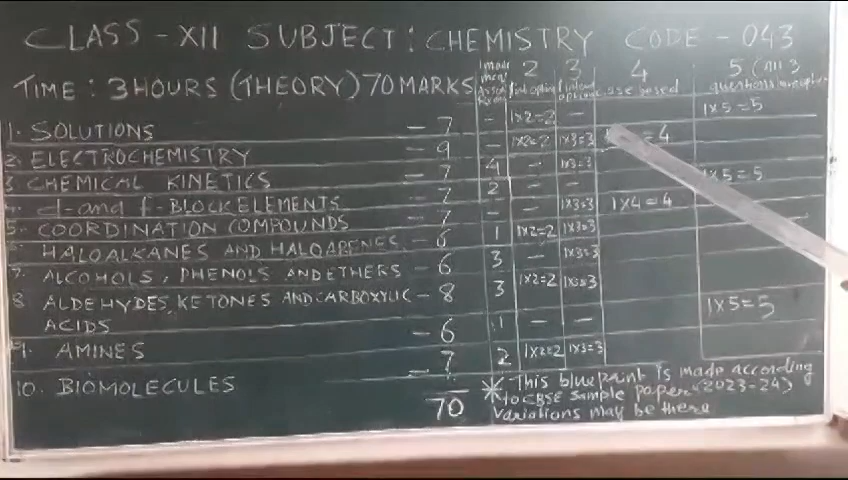 CLASS - XII SUBJECT : CHEMISTRY CODE - 043
TIME : 3 HOURS (THEORY) 70 MARKS
2 3 4 5
1. SOLUTIONS - 7 - 1x2=2 - 1x5=5
2. ELECTROCHEMISTRY - 9 - 1x2=2 1x3=3 =4
3 CHEMICAL KINETICS - 7 4 - 1x3=3
d-and f-BLOCK ELEMENTS - 7 2 - - x5=5
5. COORDINATION COMPOUNDS - 7 - - 1x3=3 1x4=4
HALOALKANES AND HALOARENES - 6 1 1x2=2 1x3=3
7. ALCOHOLS, PHENOLS AND ETHERS - 6 3 - 1x3=3
8 ALDEHYDES, KETONES AND CARBOXYLIC - 8 3 1x2=2 1x3=3
ACIDS 1x5=5
9. AMINES - 6 1 - -
10. BIOMOLECULES - 7 2 1x2=2 1x3=3
70
* This blueprint is made according
to CBSE sample paper (2023-24)
variations may be there